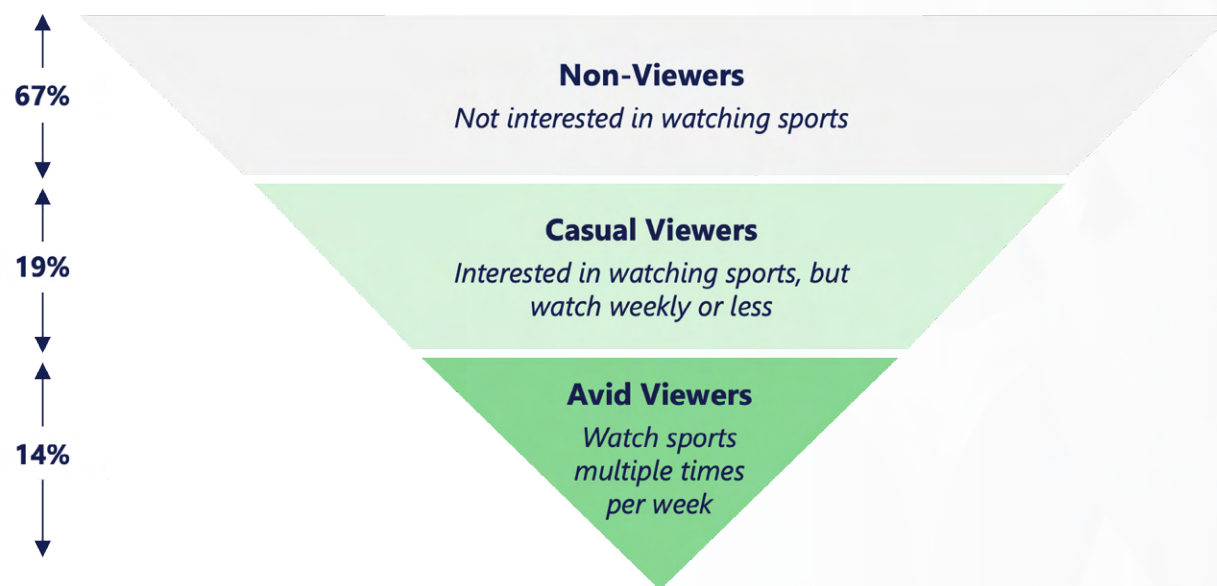 67%
Non-Viewers
Not interested in watching sports
19%
Casual Viewers
Interested in watching sports, but
watch weekly or less
14%
Avid Viewers
Watch sports
multiple times
per week